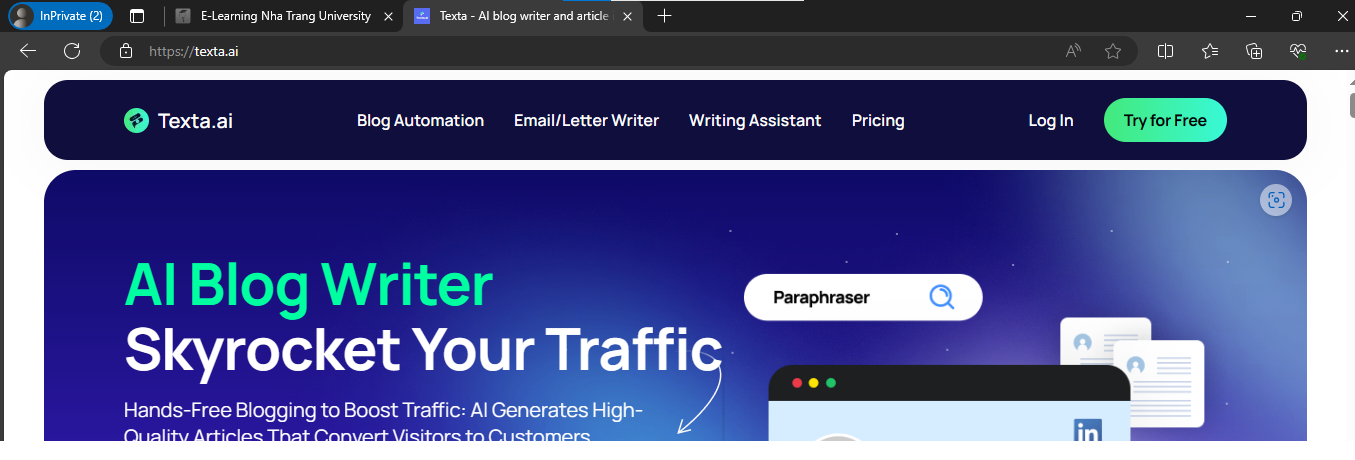 InPrivate (2)
E-Learning Nha Trang University
Texta - AI blog writer and article
https://texta.ai
Texta.ai
Blog Automation
Email/Letter Writer
Writing Assistant
Pricing
Log In
Try for Free
AI Blog Writer
Skyrocket Your Traffic
Paraphraser
Hands-Free Blogging to Boost Traffic: AI Generates High-
Quality Articles That Convert Visitors to Customers
in